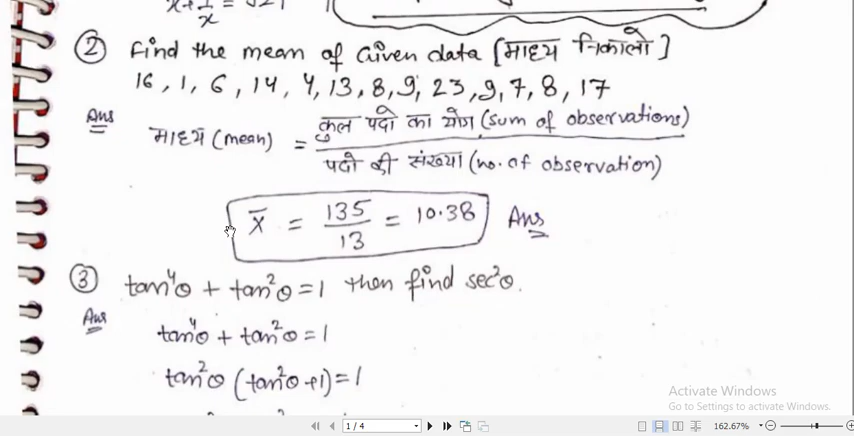 x + 1/x = √21
② Find the mean of Given data [माध्य निकालो]
16, 1, 6, 14, 4, 13, 8, 9, 23, 9, 7, 8, 17
Ans
माध्य (mean) = कुल पदो का योग (sum of observations) / पदो की संख्या (no. of observation)
x̄ = 135/13 = 10.38 Ans
③ tan⁴θ + tan²θ = 1 then find sec²θ.
Ans
tan⁴θ + tan²θ = 1
tan²θ (tan²θ + 1) = 1
Activate Windows
Go to Settings to activate Windows.
1 / 4
162.67%